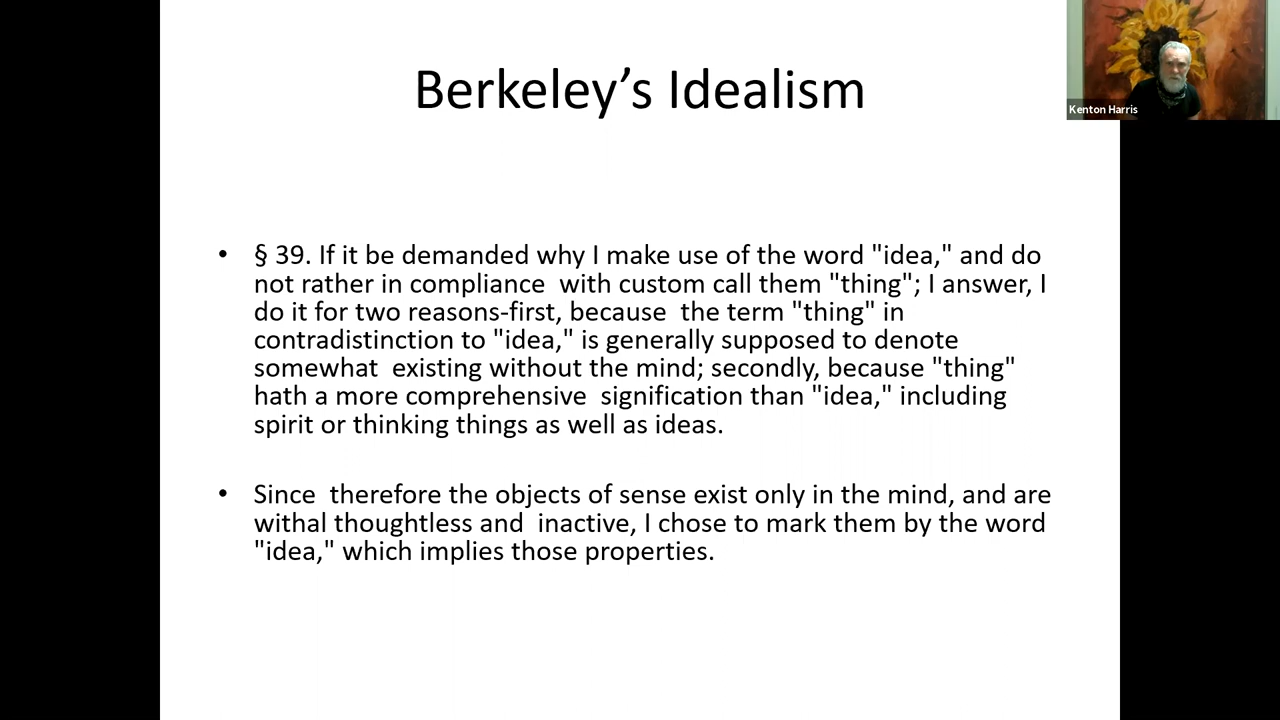 Berkeley’s Idealism
Kenton Harris
• § 39. If it be demanded why I make use of the word "idea," and do
not rather in compliance  with custom call them "thing"; I answer, I
do it for two reasons-first, because  the term "thing" in
contradistinction to "idea," is generally supposed to denote
somewhat  existing without the mind; secondly, because "thing"
hath a more comprehensive  signification than "idea," including
spirit or thinking things as well as ideas.
• Since  therefore the objects of sense exist only in the mind, and are
withal thoughtless and  inactive, I chose to mark them by the word
"idea," which implies those properties.